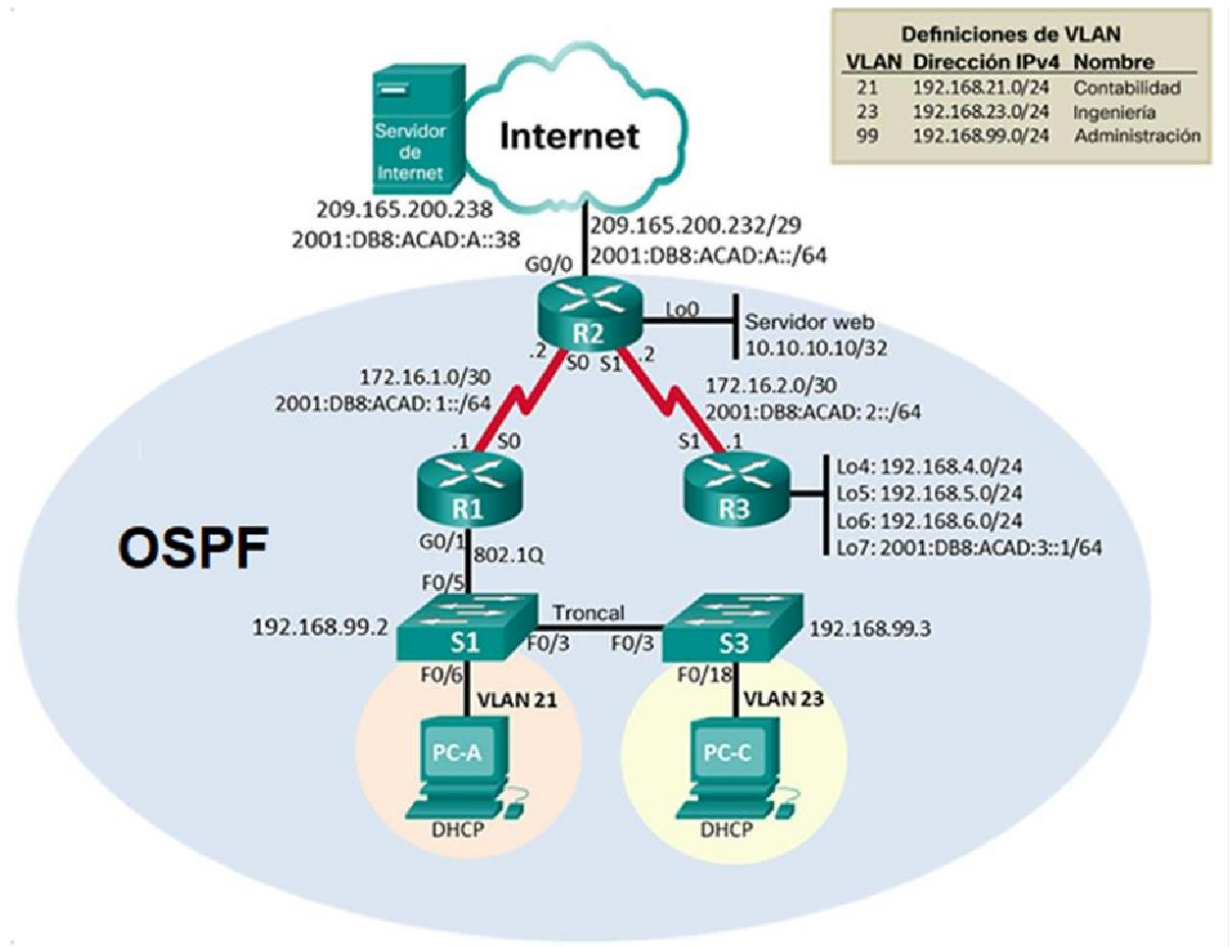 Definiciones de VLAN
VLAN Dirección IPv4 Nombre
21 192.168.21.0/24 Contabilidad
23 192.168.23.0/24 Ingeniería
99 192.168.99.0/24 Administración
Servidor
de
Internet
Internet
209.165.200.238
2001:DB8:ACAD:A::38
209.165.200.232/29
2001:DB8:ACAD:A::/64
G0/0
R2
Lo0
Servidor web
10.10.10.10/32
.2 S0 S1 .2
172.16.1.0/30
2001:DB8:ACAD: 1::/64
172.16.2.0/30
2001:DB8:ACAD: 2::/64
.1 S0
S1 .1
R1
R3
Lo4: 192.168.4.0/24
Lo5: 192.168.5.0/24
Lo6: 192.168.6.0/24
Lo7: 2001:DB8:ACAD:3::1/64
OSPF
G0/1
802.1Q
F0/5
192.168.99.2
S1
F0/3
Troncal
F0/3
S3
192.168.99.3
F0/6
VLAN 21
F0/18
VLAN 23
PC-A
DHCP
PC-C
DHCP